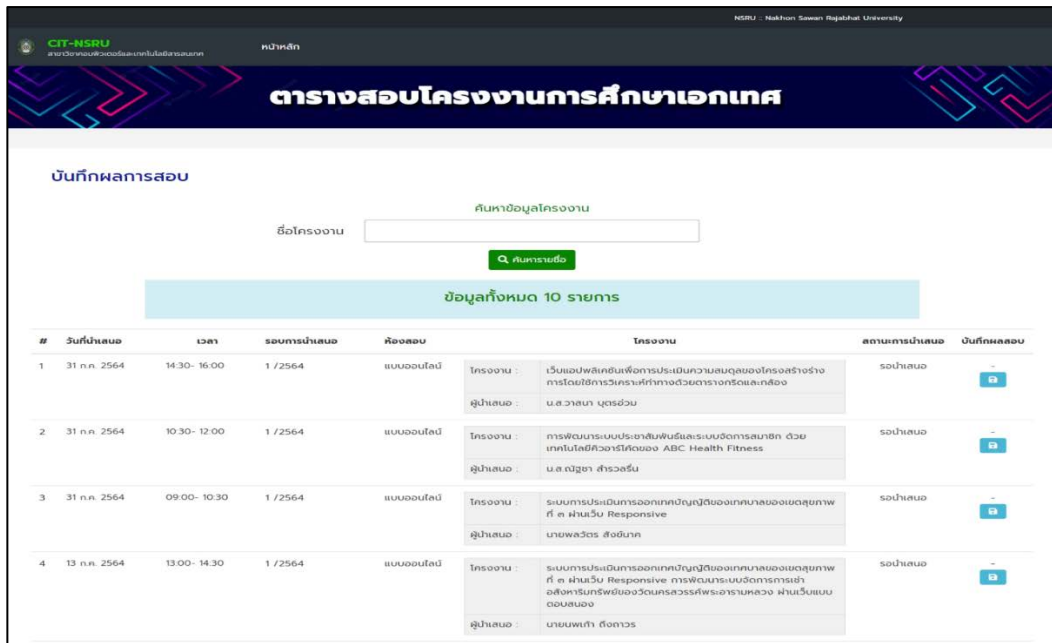 NSRU :: Nakhon Sawan Rajabhat University
CIT-NSRU
สาขาวิชาคอมพิวเตอร์และเทคโนโลยีสารสนเทศ
หน้าหลัก
ตารางสอบโครงงานการศึกษาเอกเทศ
บันทึกผลการสอบ
ค้นหาข้อมูลโครงงาน
ชื่อโครงงาน
ค้นหารายชื่อ
ข้อมูลทั้งหมด 10 รายการ
# วันที่นำเสนอ เวลา รอบการนำเสนอ ห้องสอบ โครงงาน สถานะการนำเสนอ บันทึกผลสอบ
1 31 ก.ค. 2564 14:30- 16:00 1 /2564 แบบออนไลน์ โครงงาน : เว็บแอปพลิเคชันเพื่อการประเมินความสมดุลของโครงสร้างร่าง รอนำเสนอ -
การโดยใช้การวิเคราะห์ท่าทางด้วยตารางกริดและกล้อง
ผู้นำเสนอ : น.ส.วาสนา บุตรอ่วม
2 31 ก.ค. 2564 10:30- 12:00 1 /2564 แบบออนไลน์ โครงงาน : การพัฒนาระบบประชาสัมพันธ์และระบบจัดการสมาชิก ด้วย รอนำเสนอ -
เทคโนโลยีคิวอาร์โค้ดของ ABC Health Fitness
ผู้นำเสนอ : น.ส.ณัฐชา สำรวลรื่น
3 31 ก.ค. 2564 09:00- 10:30 1 /2564 แบบออนไลน์ โครงงาน : ระบบการประเมินการออกเทศบัญญัติของเทศบาลของเขตสุขภาพ รอนำเสนอ -
ที่ ๓ ผ่านเว็บ Responsive
ผู้นำเสนอ : นายพลวัตร สังข์นาค
4 13 ก.ค. 2564 13:00- 14:30 1 /2564 แบบออนไลน์ โครงงาน : ระบบการประเมินการออกเทศบัญญัติของเทศบาลของเขตสุขภาพ รอนำเสนอ -
ที่ ๓ ผ่านเว็บ Responsive การพัฒนาระบบจัดการการเช่า
อสังหาริมทรัพย์ของวัดนครสวรรค์พระอารามหลวง ผ่านเว็บแบบ
ตอบสนอง
ผู้นำเสนอ : นายนพเก้า ถึงถาวร